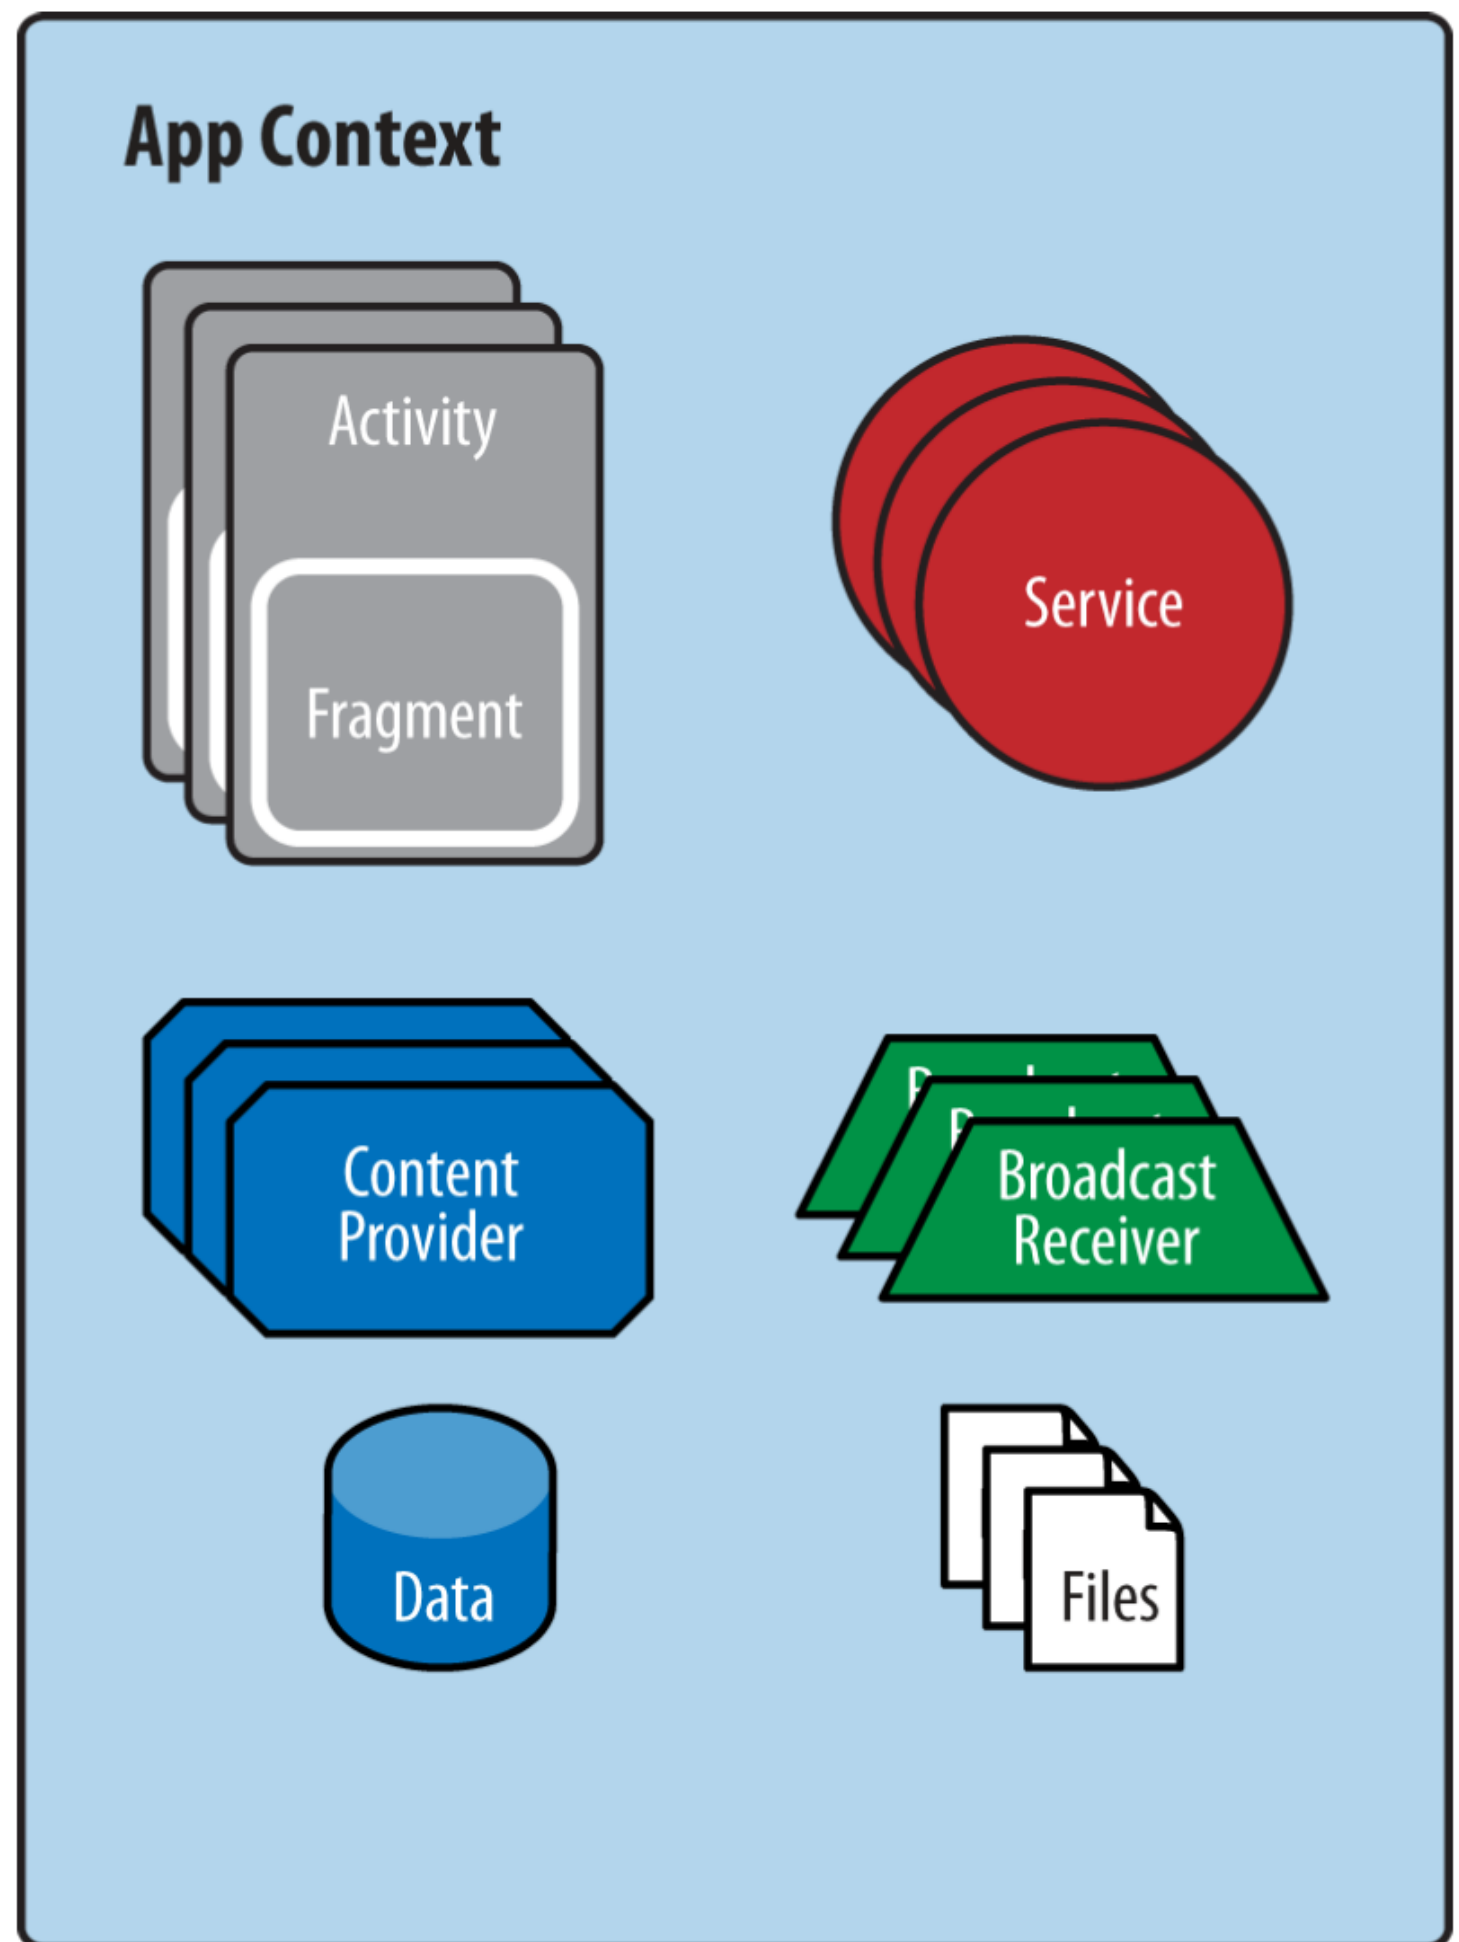 App Context
Activity
Fragment
Service
Content
Provider
Broadcast
Receiver
Data
Files